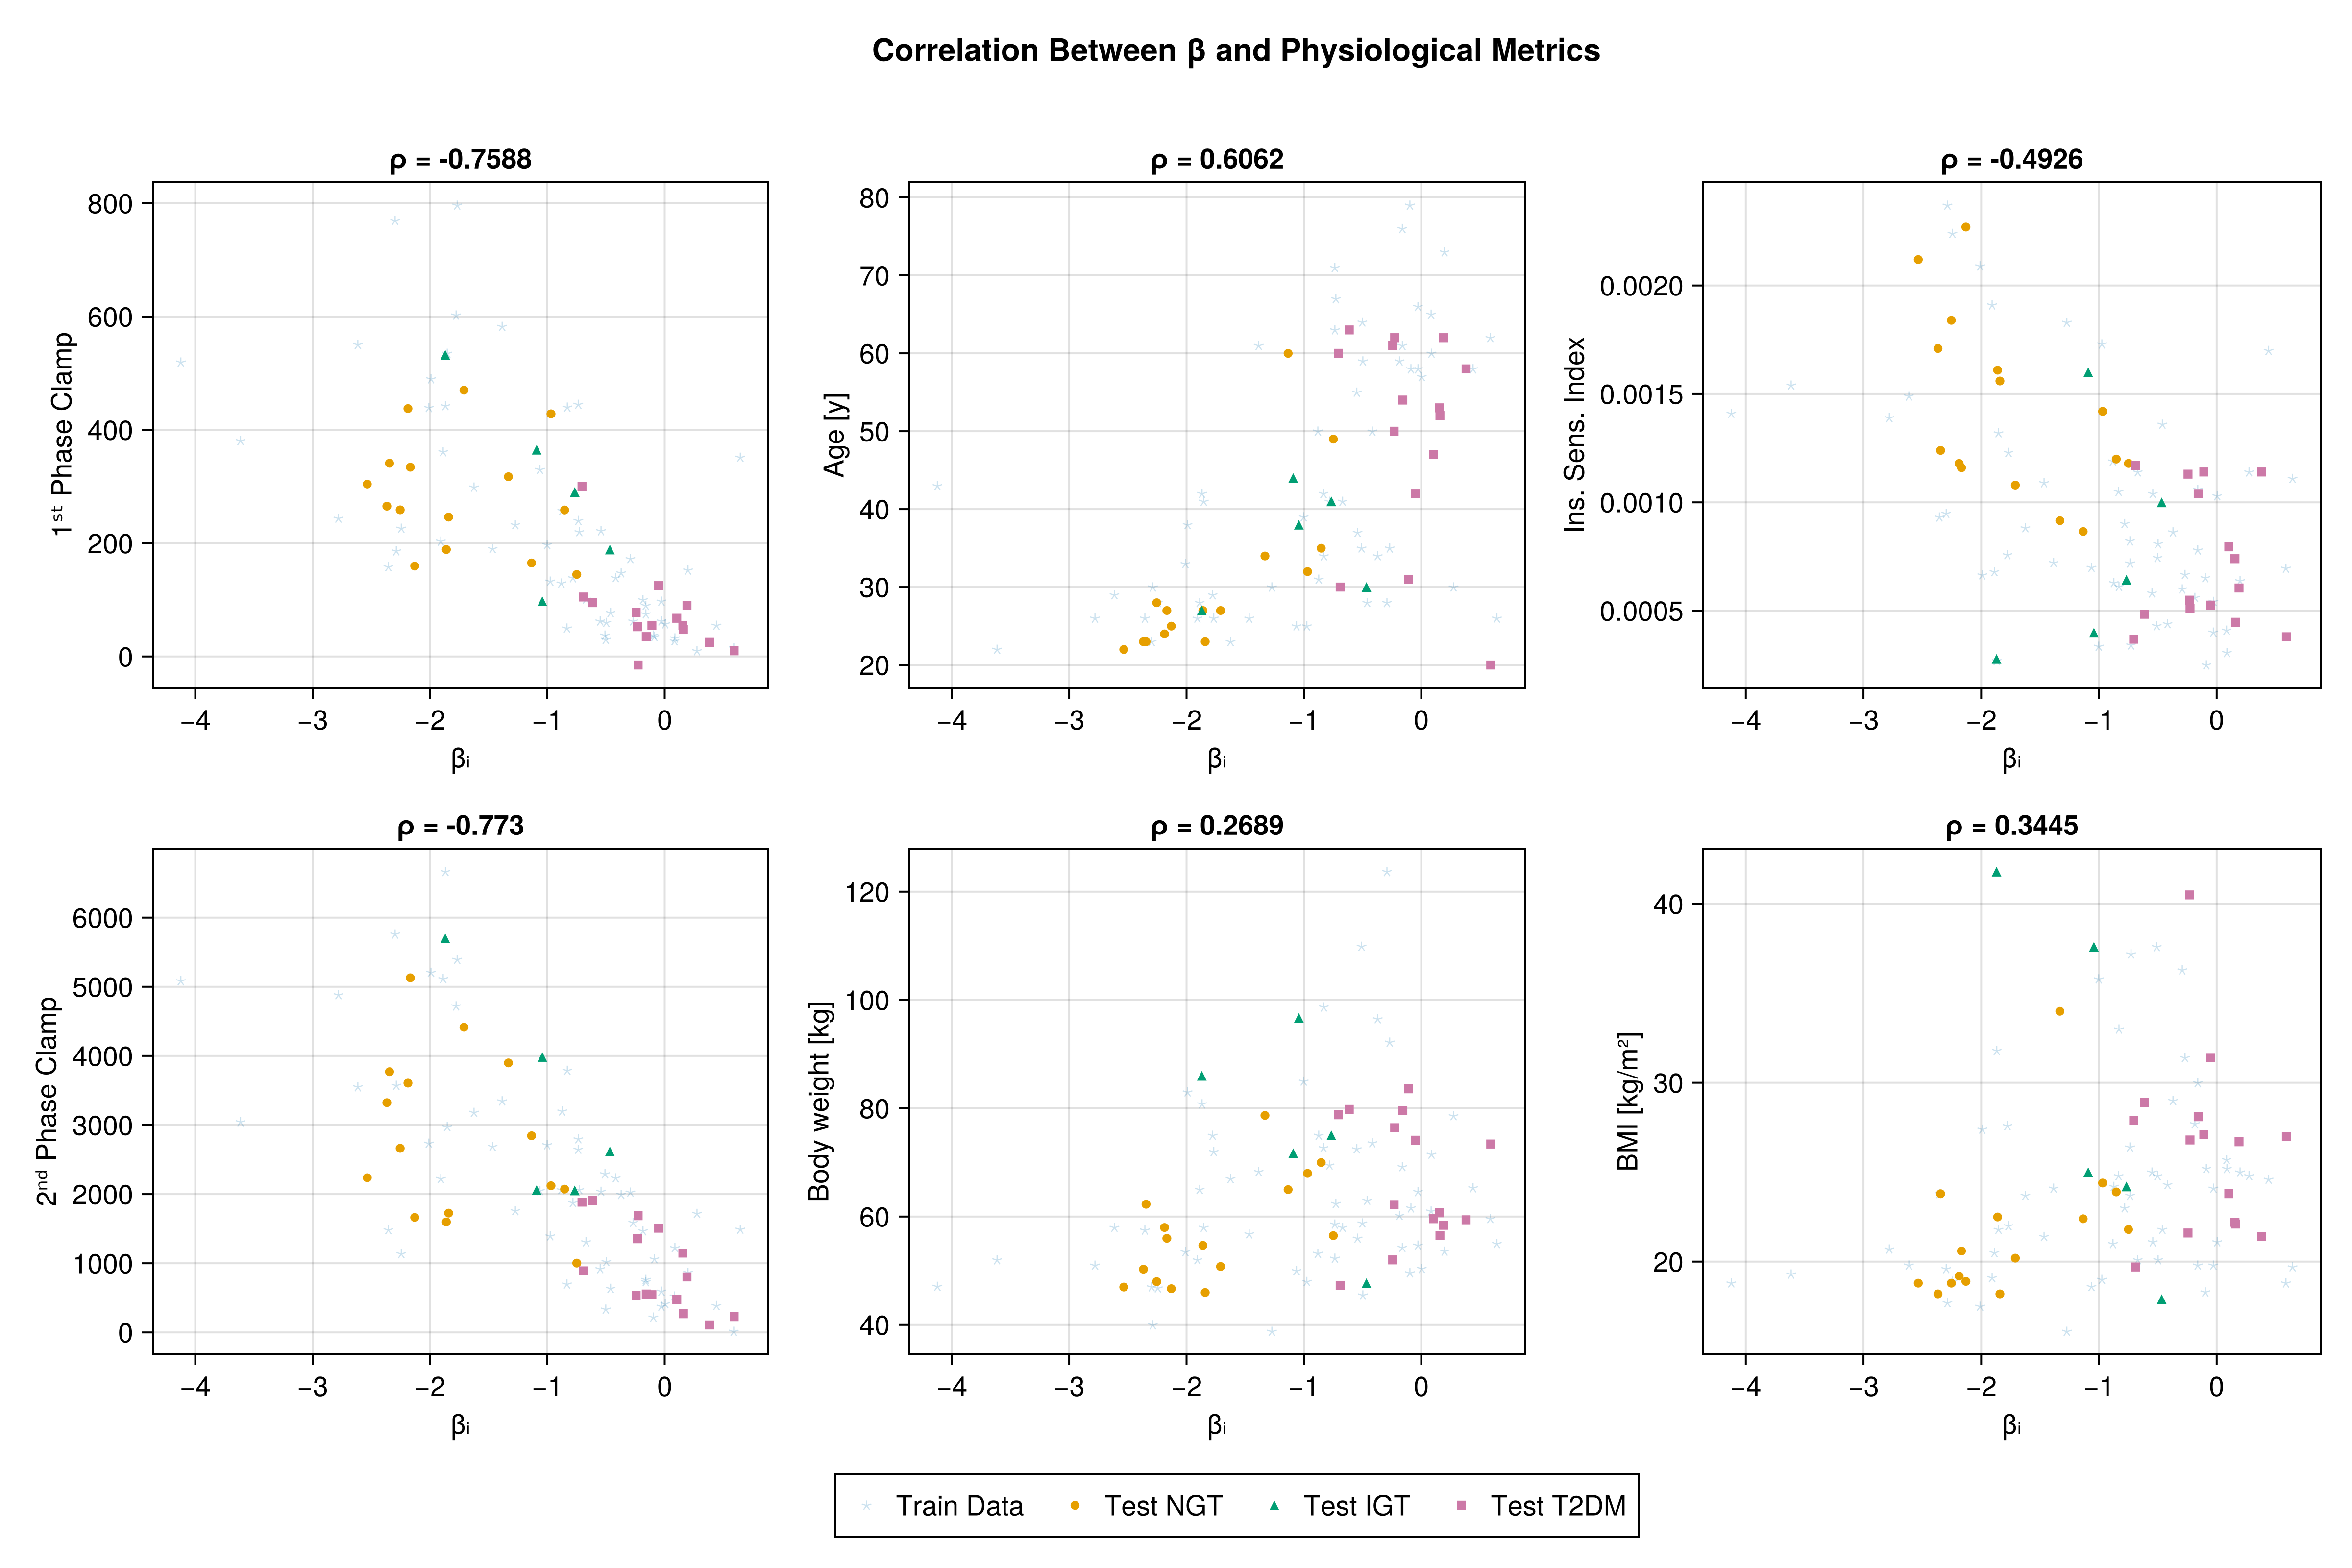 Correlation Between β and Physiological Metrics
ρ = -0.7588
1ˢᵗ Phase Clamp
800
600
400
200
0
−4 −3 −2 −1 0
βᵢ
ρ = 0.6062
Age [y]
80
70
60
50
40
30
20
−4 −3 −2 −1 0
βᵢ
ρ = -0.4926
Ins. Sens. Index
0.0020
0.0015
0.0010
0.0005
−4 −3 −2 −1 0
βᵢ
ρ = -0.773
2ⁿᵈ Phase Clamp
6000
5000
4000
3000
2000
1000
0
−4 −3 −2 −1 0
βᵢ
ρ = 0.2689
Body weight [kg]
120
100
80
60
40
−4 −3 −2 −1 0
βᵢ
ρ = 0.3445
BMI [kg/m²]
40
30
20
−4 −3 −2 −1 0
βᵢ
Train Data Test NGT Test IGT Test T2DM